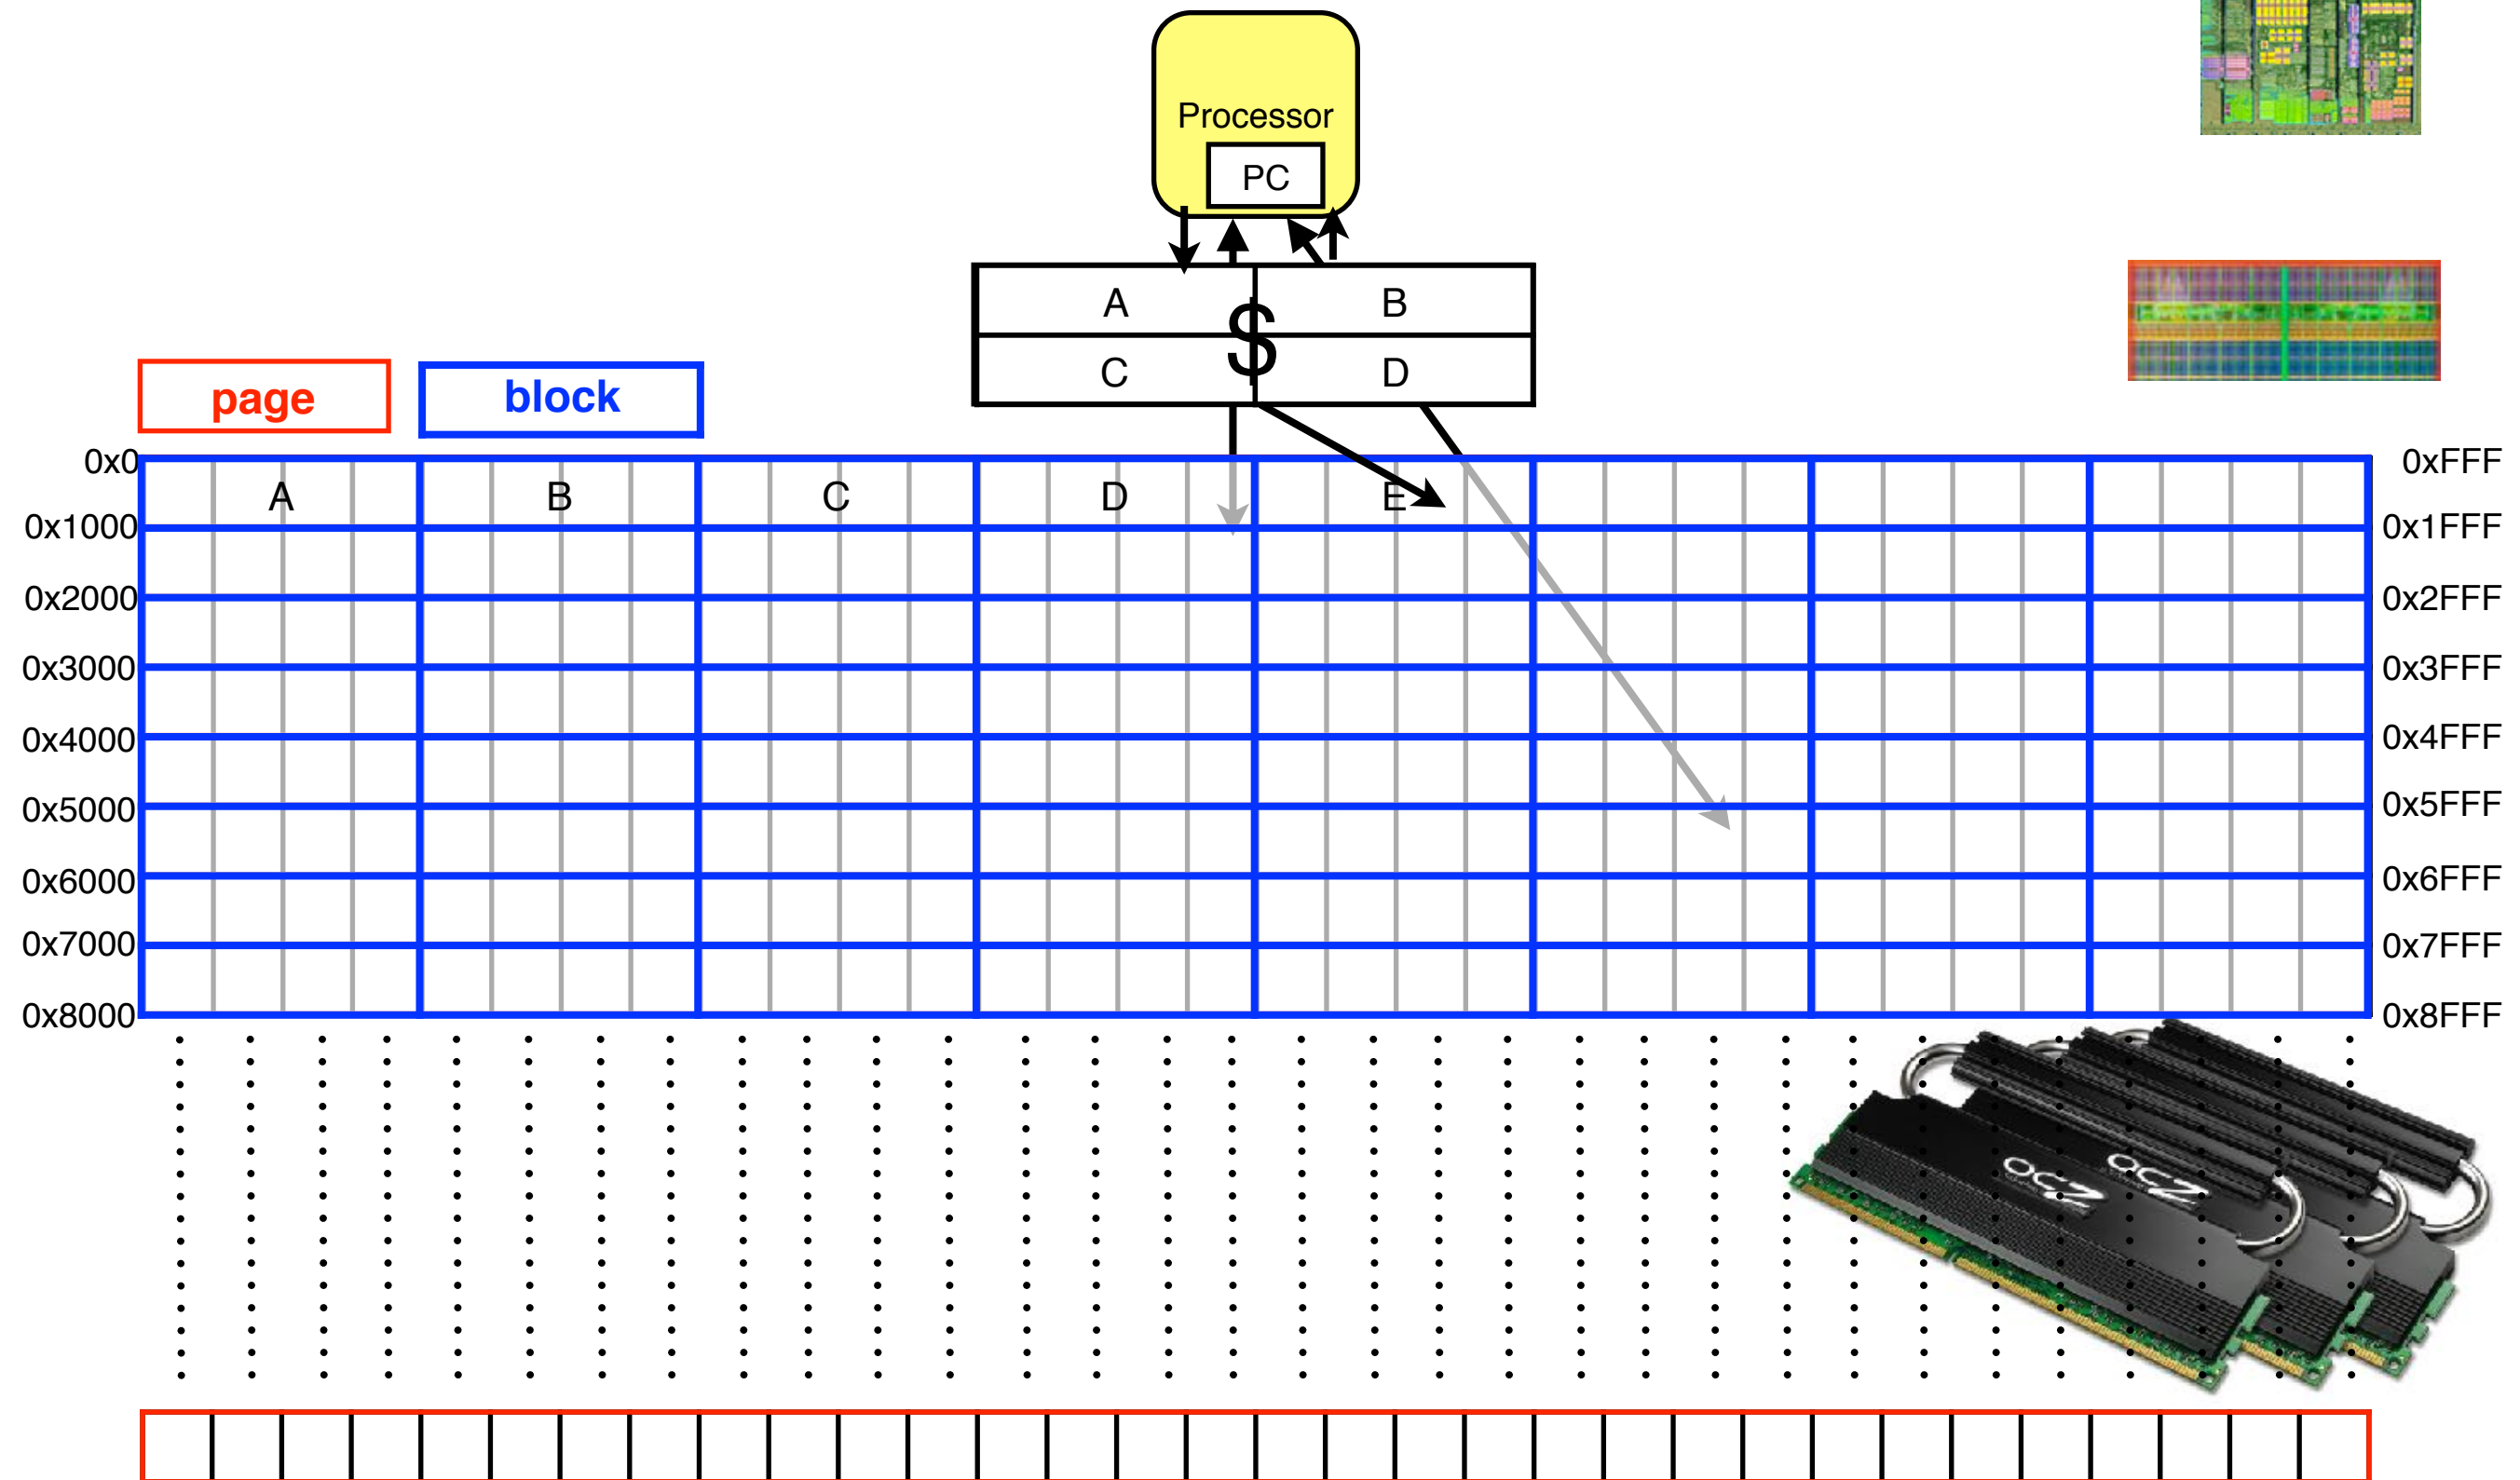 Processor
PC
A B
$
C D
page block
0x0 0xFFF
A B C D E
0x1000 0x1FFF
0x2000 0x2FFF
0x3000 0x3FFF
0x4000 0x4FFF
0x5000 0x5FFF
0x6000 0x6FFF
0x7000 0x7FFF
0x8000 0x8FFF
OCZ OCZ